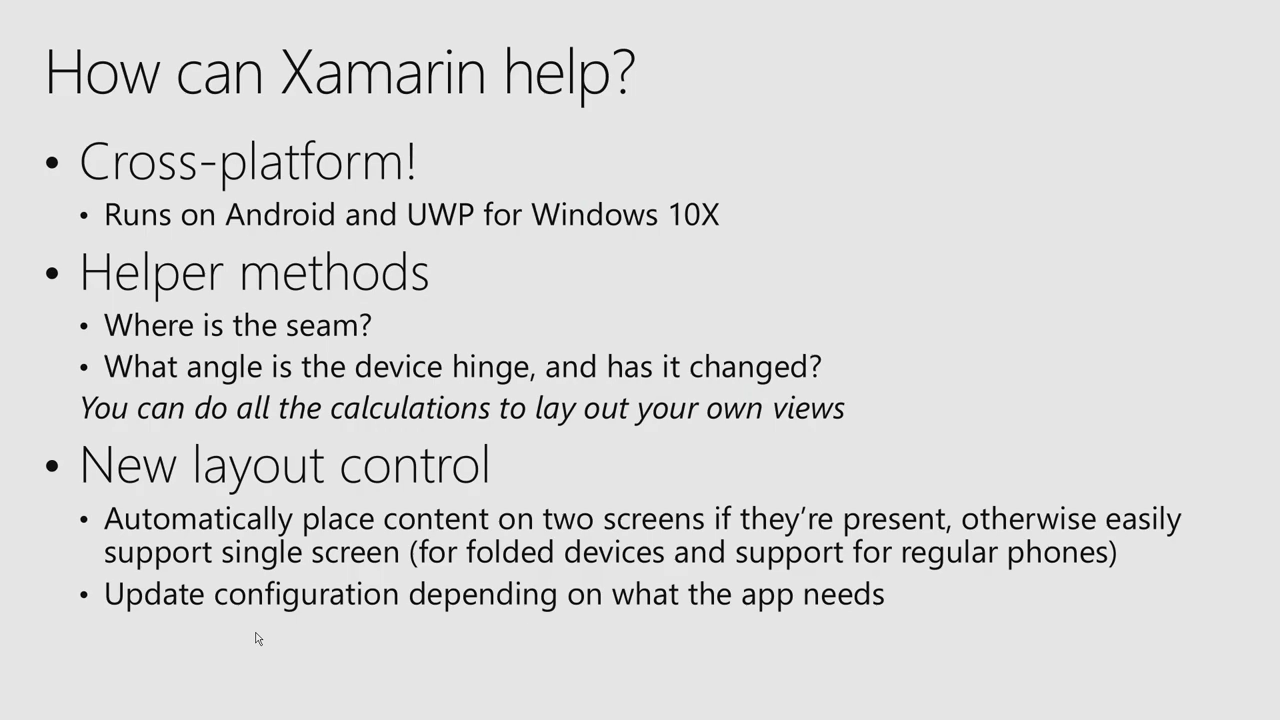 How can Xamarin help?
• Cross-platform!
• Runs on Android and UWP for Windows 10X
• Helper methods
• Where is the seam?
• What angle is the device hinge, and has it changed?
You can do all the calculations to lay out your own views
• New layout control
• Automatically place content on two screens if they’re present, otherwise easily
support single screen (for folded devices and support for regular phones)
• Update configuration depending on what the app needs